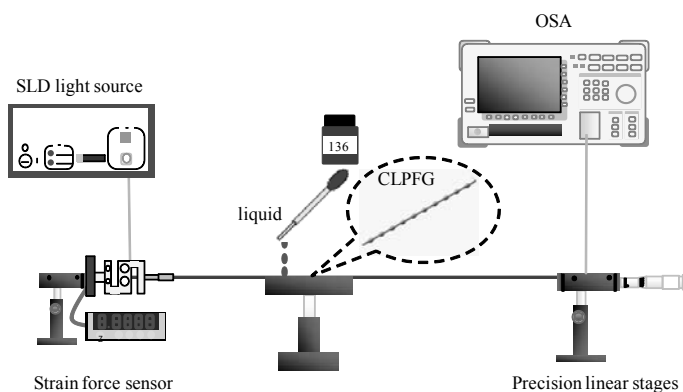 OSA
SLD light source
136
CLPFG
liquid
Strain force sensor
Precision linear stages